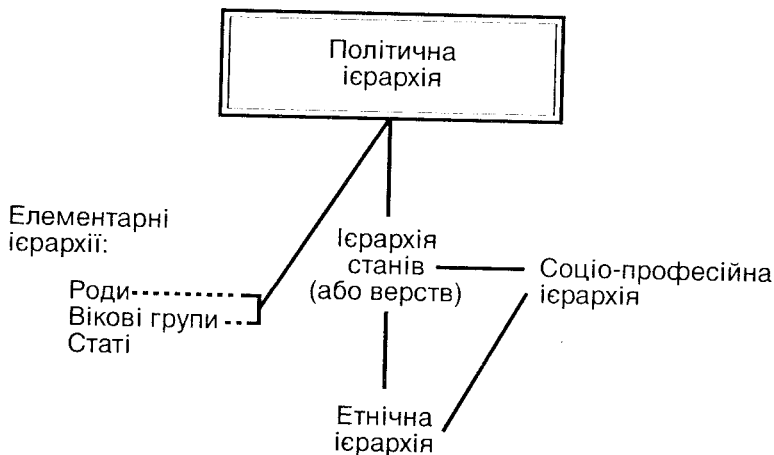 Політична
ієрархія
Елементарні
ієрархії:
Роди
Вікові групи
Статі
Ієрархія
станів
(або верств)
Соціо-професійна
ієрархія
Етнічна
ієрархія